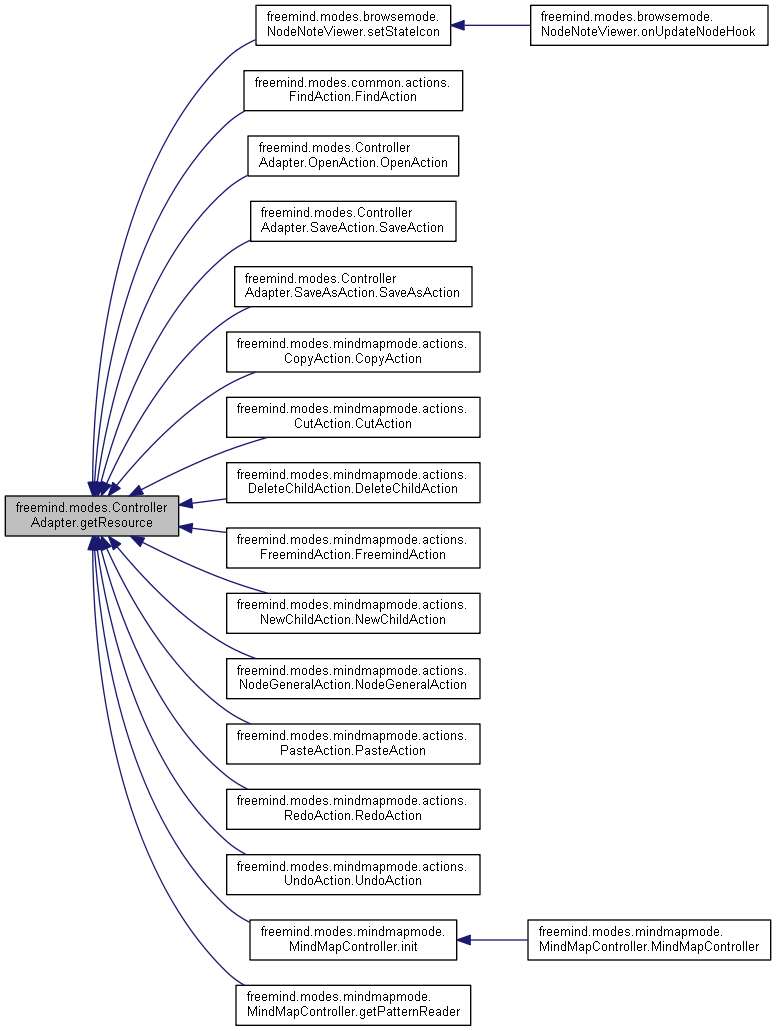 freemind.modes.browsemode.
NodeNoteViewer.setStateIcon
freemind.modes.browsemode.
NodeNoteViewer.onUpdateNodeHook
freemind.modes.common.actions.
FindAction.FindAction
freemind.modes.Controller
Adapter.OpenAction.OpenAction
freemind.modes.Controller
Adapter.SaveAction.SaveAction
freemind.modes.Controller
Adapter.SaveAsAction.SaveAsAction
freemind.modes.mindmapmode.actions.
CopyAction.CopyAction
freemind.modes.mindmapmode.actions.
CutAction.CutAction
freemind.modes.mindmapmode.actions.
DeleteChildAction.DeleteChildAction
freemind.modes.Controller
Adapter.getResource
freemind.modes.mindmapmode.actions.
FreemindAction.FreemindAction
freemind.modes.mindmapmode.actions.
NewChildAction.NewChildAction
freemind.modes.mindmapmode.actions.
NodeGeneralAction.NodeGeneralAction
freemind.modes.mindmapmode.actions.
PasteAction.PasteAction
freemind.modes.mindmapmode.actions.
RedoAction.RedoAction
freemind.modes.mindmapmode.actions.
UndoAction.UndoAction
freemind.modes.mindmapmode.
MindMapController.init
freemind.modes.mindmapmode.
MindMapController.MindMapController
freemind.modes.mindmapmode.
MindMapController.getPatternReader